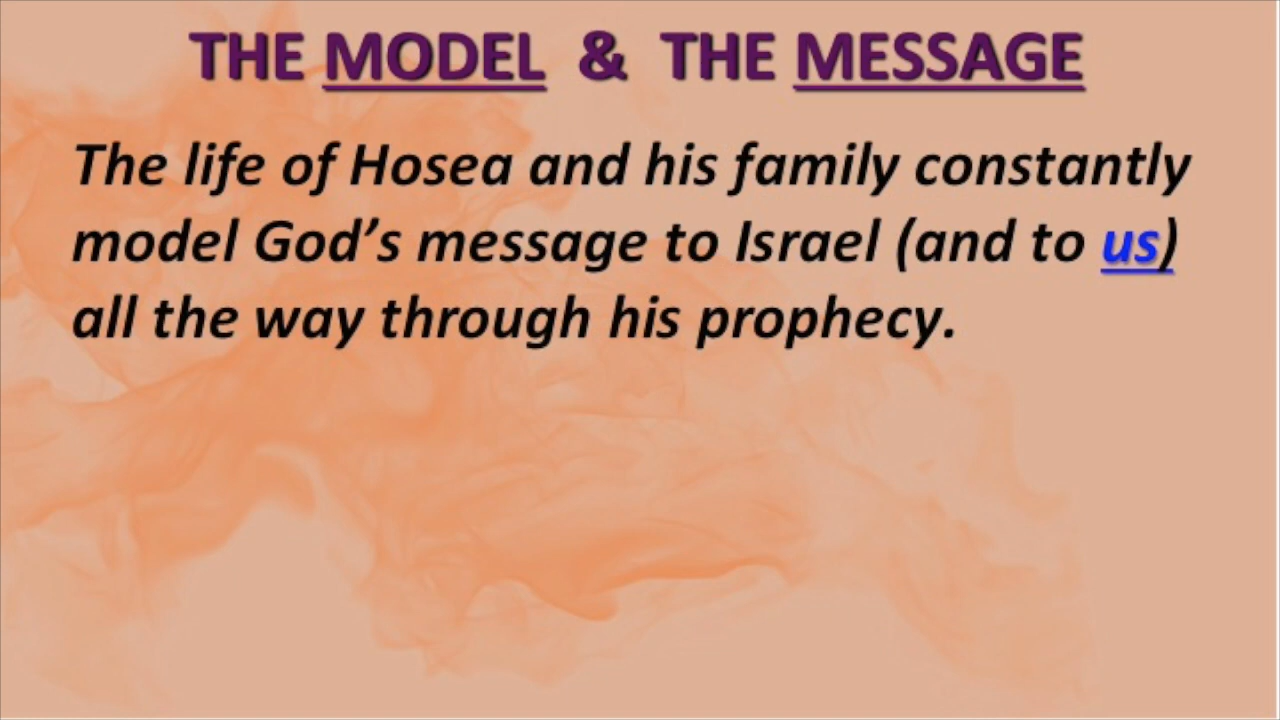 THE MODEL & THE MESSAGE
The life of Hosea and his family constantly
model God’s message to Israel (and to us)
all the way through his prophecy.